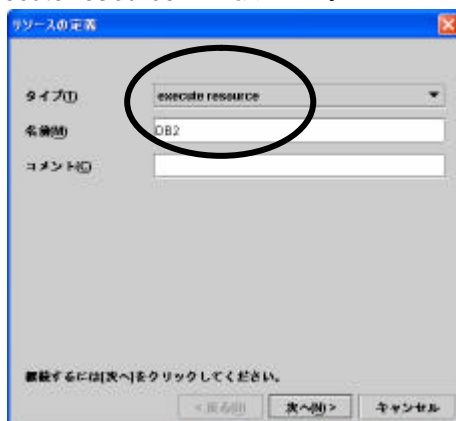 リソースの定義
タイプ(T)
execute resource
名前(M)
DB2
コメント(C)
継続するには[次へ]をクリックしてください。
次へ(N) >
キャンセル